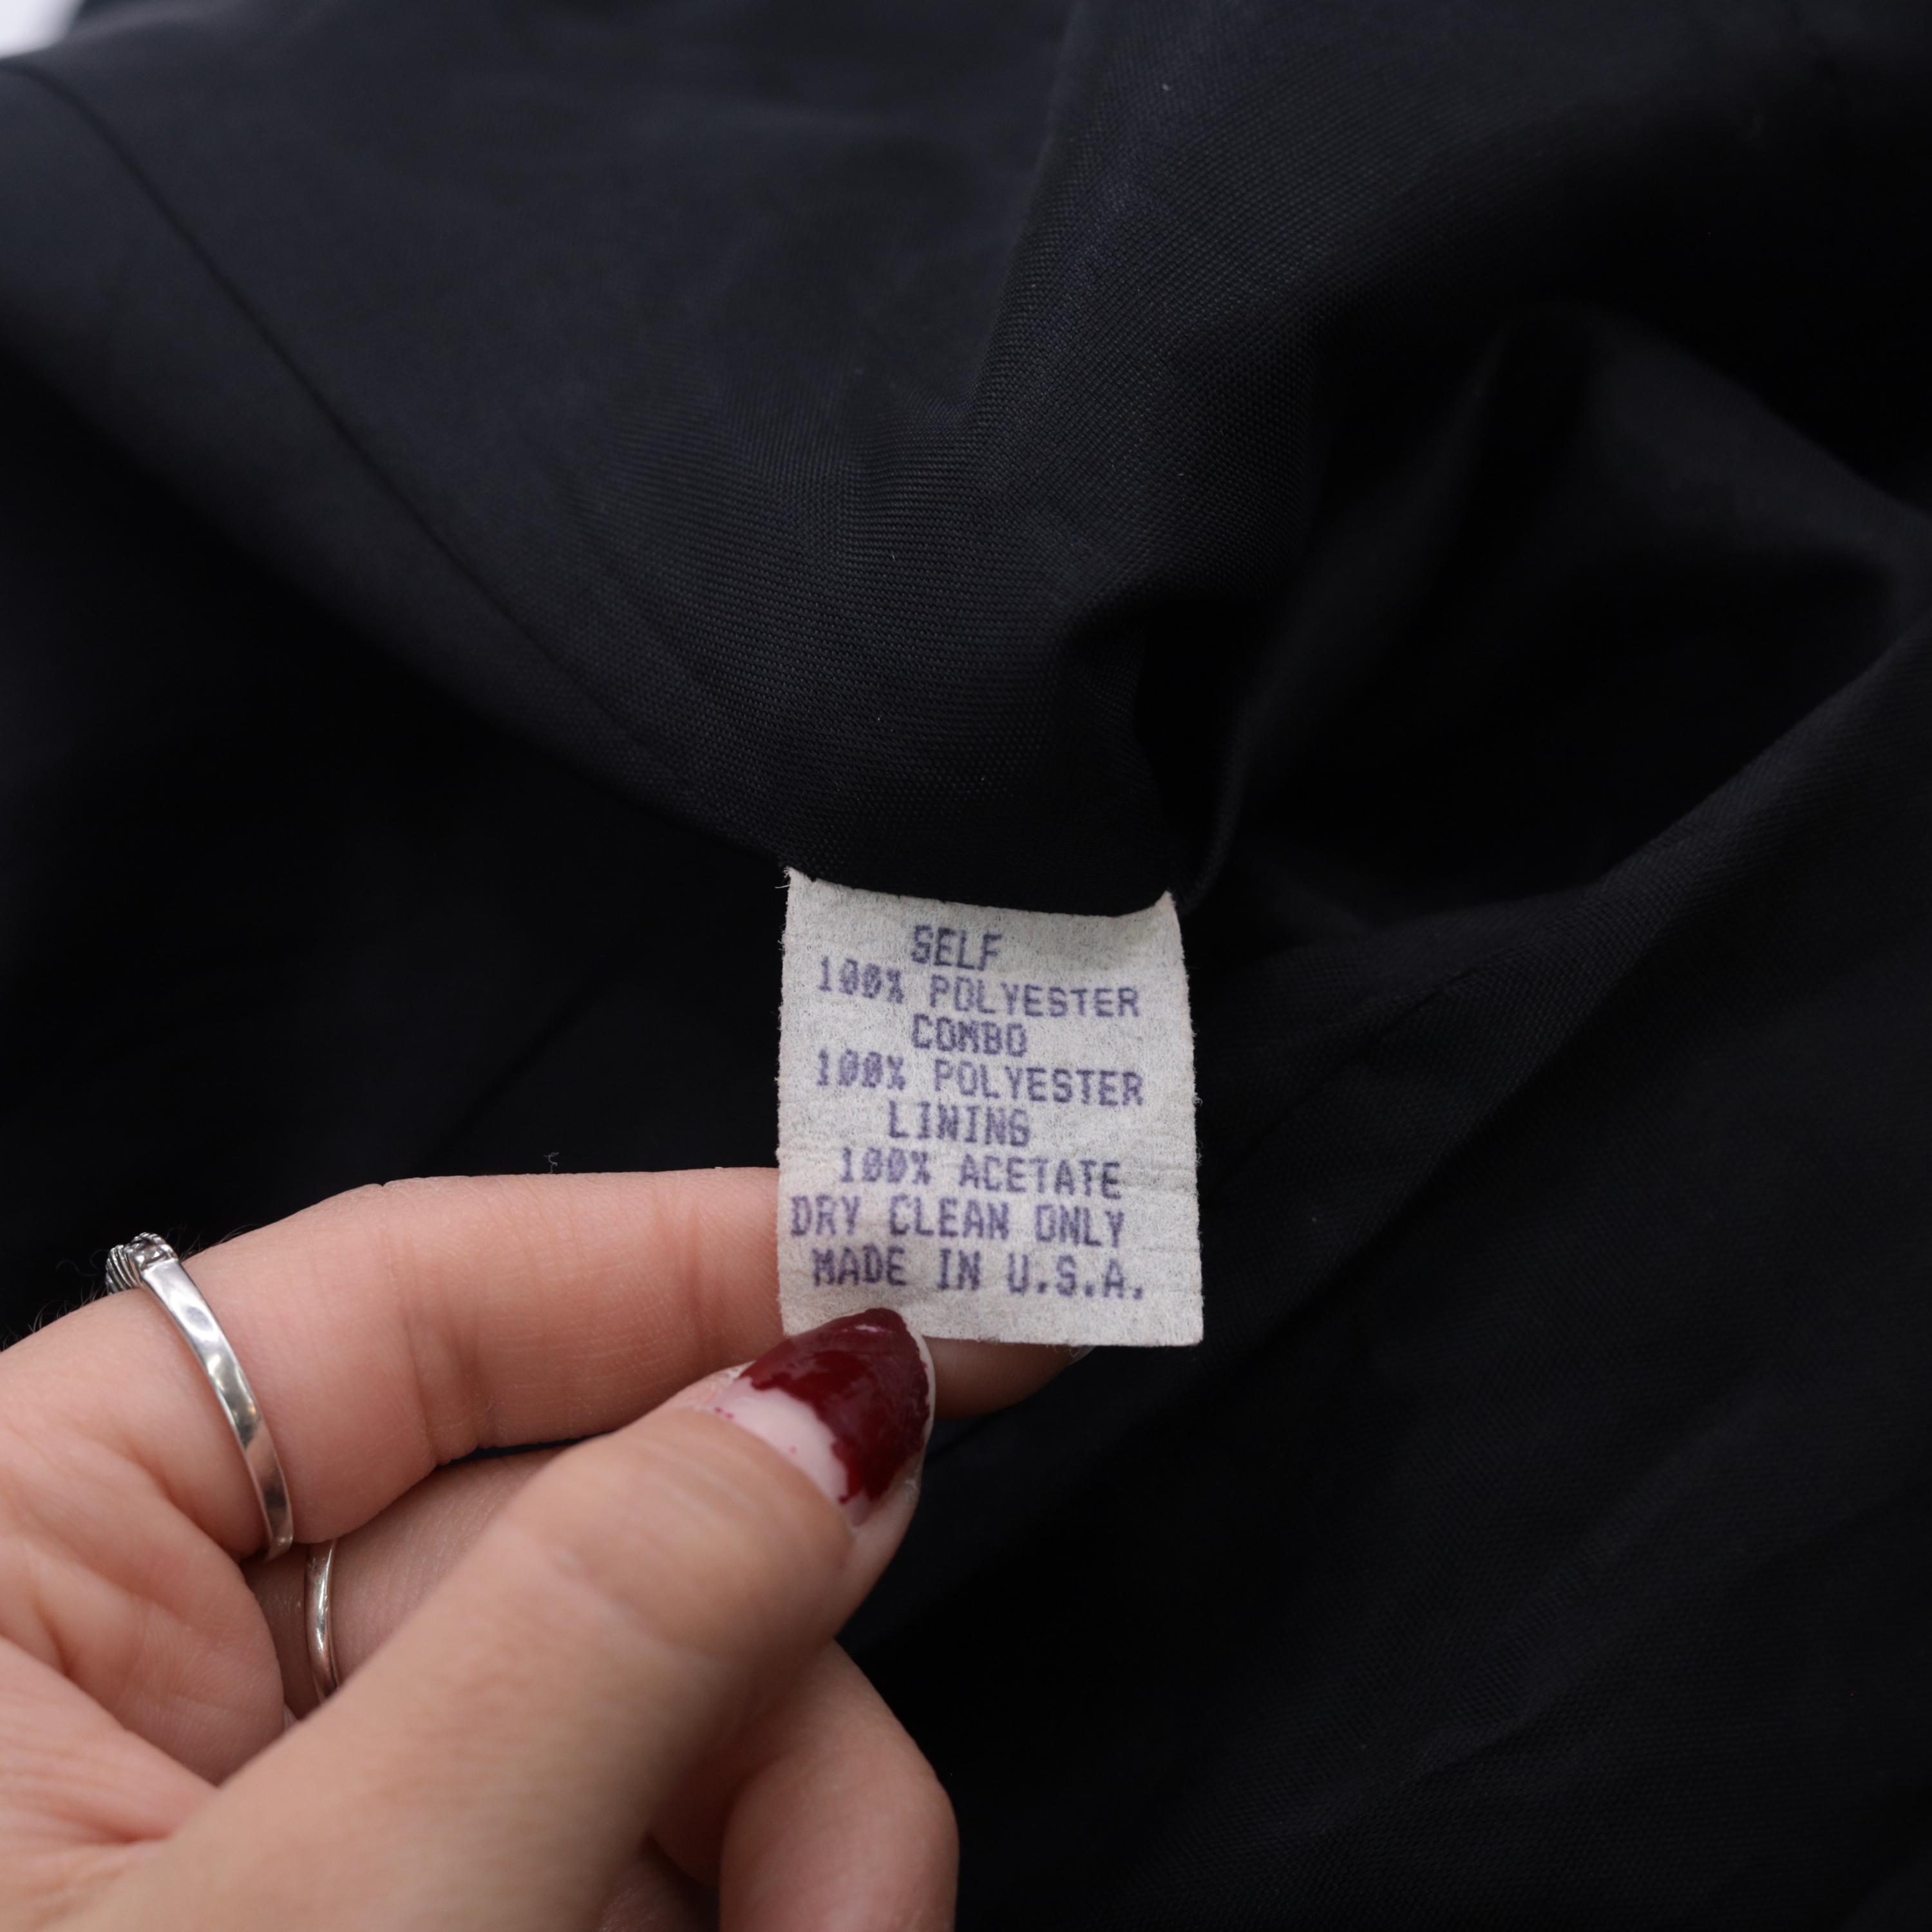 SELF
100% POLYESTER
COMBO
100% POLYESTER
LINING
100% ACETATE
DRY CLEAN ONLY
MADE IN U.S.A.